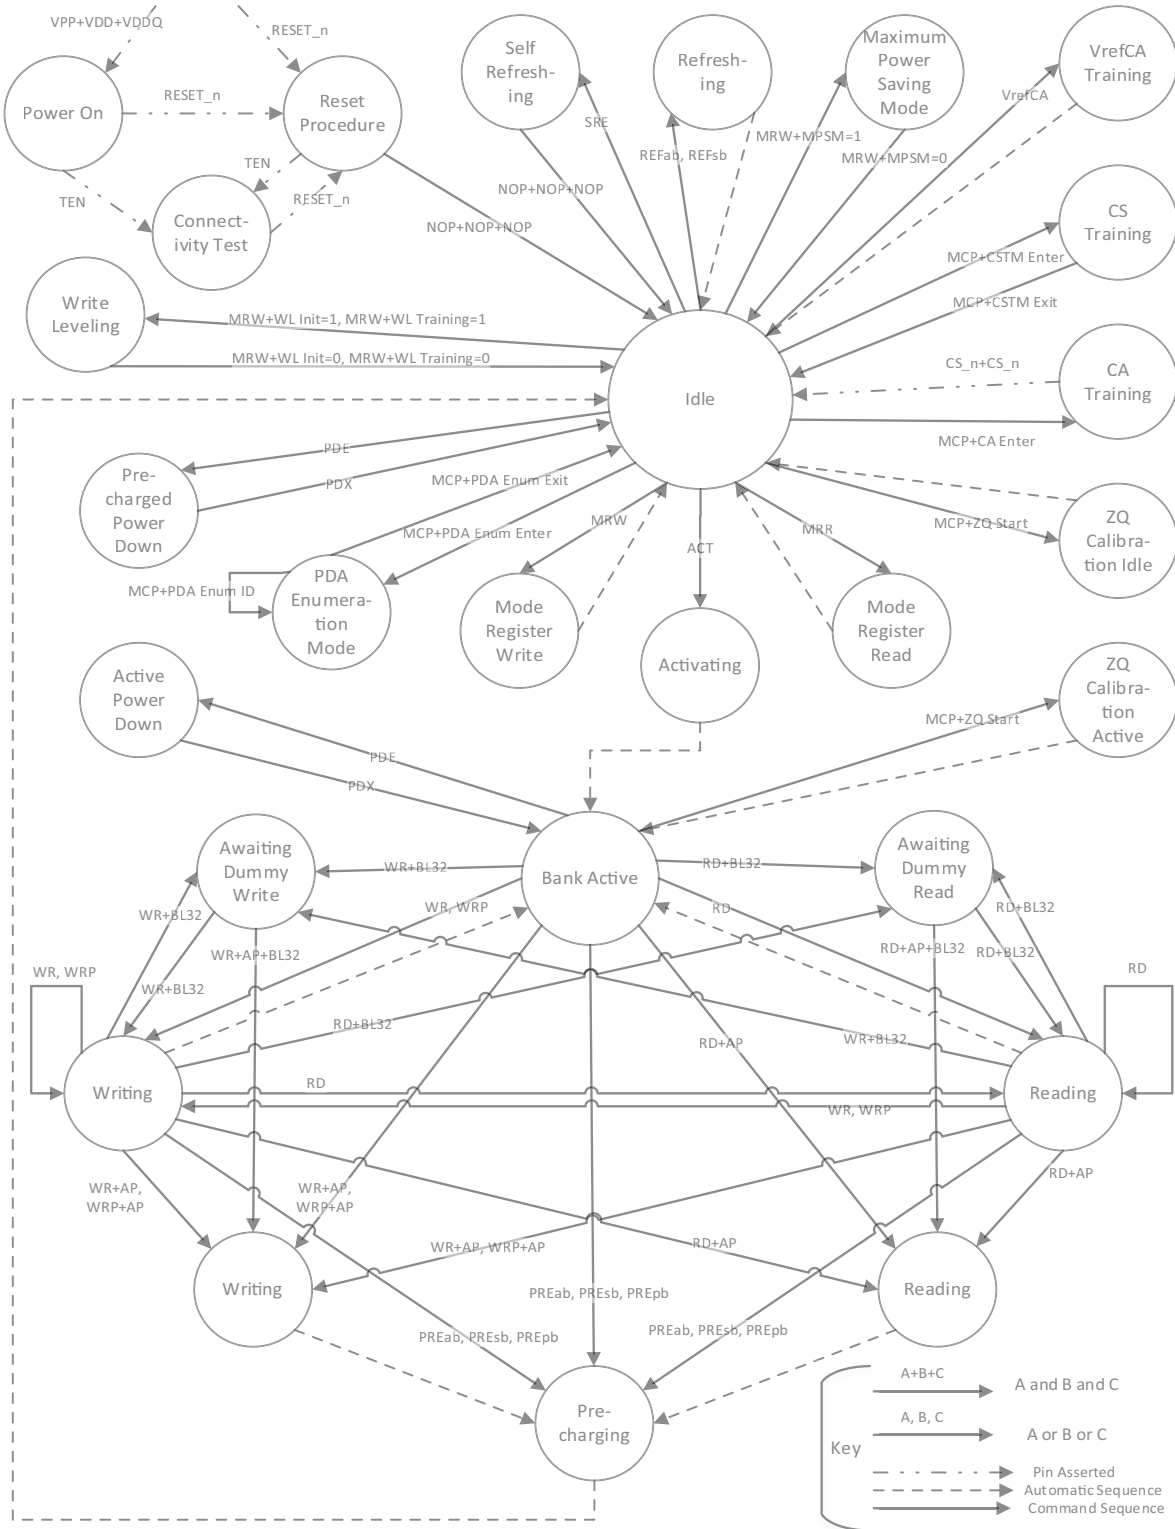 VPP+VDD+VDDQ
RESET_n
Power On
RESET_n
Reset
Procedure
TEN
TEN
RESET_n
Connect-
ivity Test
NOP+NOP+NOP
Self
Refresh-
ing
SRE
NOP+NOP+NOP
Refresh-
ing
REFab, REFsb
Maximum
Power
Saving
Mode
MRW+MPSM=1
MRW+MPSM=0
VrefCA
Training
VrefCA
CS
Training
MCP+CSTM Enter
MCP+CSTM Exit
Write
Leveling
MRW+WL Init=1, MRW+WL Training=1
MRW+WL Init=0, MRW+WL Training=0
Idle
CS_n+CS_n
CA
Training
MCP+CA Enter
PDE
PDX
Pre-
charged
Power
Down
MCP+PDA Enum Exit
MCP+PDA Enum Enter
MCP+PDA Enum ID
PDA
Enumera-
tion
Mode
MRW
Mode
Register
Write
ACT
Activating
MRR
Mode
Register
Read
MCP+ZQ Start
ZQ
Calibra-
tion Idle
Active
Power
Down
PDE
PDX
MCP+ZQ Start
ZQ
Calibra-
tion
Active
Awaiting
Dummy
Write
WR+BL32
Bank Active
RD+BL32
Awaiting
Dummy
Read
WR+BL32
WR, WRP
RD
RD+BL32
WR+AP+BL32
RD+AP+BL32
RD+BL32
WR, WRP
WR+BL32
RD
RD+BL32
RD+AP
WR+BL32
Writing
RD
WR, WRP
Reading
WR+AP,
WRP+AP
WR+AP,
WRP+AP
RD+AP
WR+AP, WRP+AP
RD+AP
Writing
Reading
PREab, PREsb, PREpb
PREab, PREsb, PREpb
PREab, PREsb, PREpb
Pre-
charging
Key
A+B+C
A and B and C
A, B, C
A or B or C
Pin Asserted
Automatic Sequence
Command Sequence